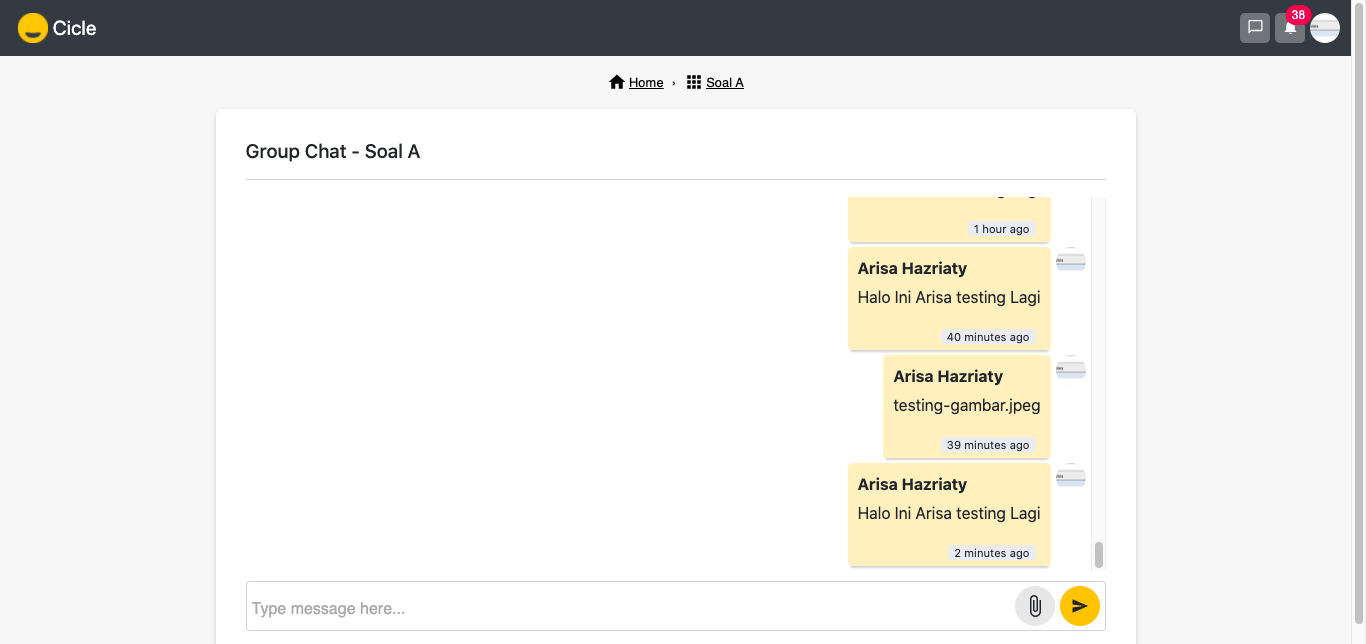 Cicle
38
Home › Soal A
Group Chat - Soal A
1 hour ago
Arisa Hazriaty
Halo Ini Arisa testing Lagi
40 minutes ago
Arisa Hazriaty
testing-gambar.jpeg
39 minutes ago
Arisa Hazriaty
Halo Ini Arisa testing Lagi
2 minutes ago
Type message here...